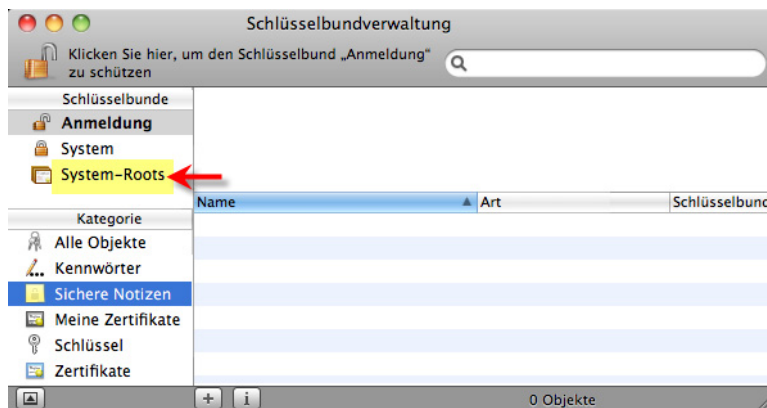 Schlüsselbundverwaltung
Klicken Sie hier, um den Schlüsselbund „Anmeldung“
zu schützen
Schlüsselbunde
Anmeldung
System
System-Roots
Name Art Schlüsselbund
Kategorie
Alle Objekte
Kennwörter
Sichere Notizen
Meine Zertifikate
Schlüssel
Zertifikate
0 Objekte